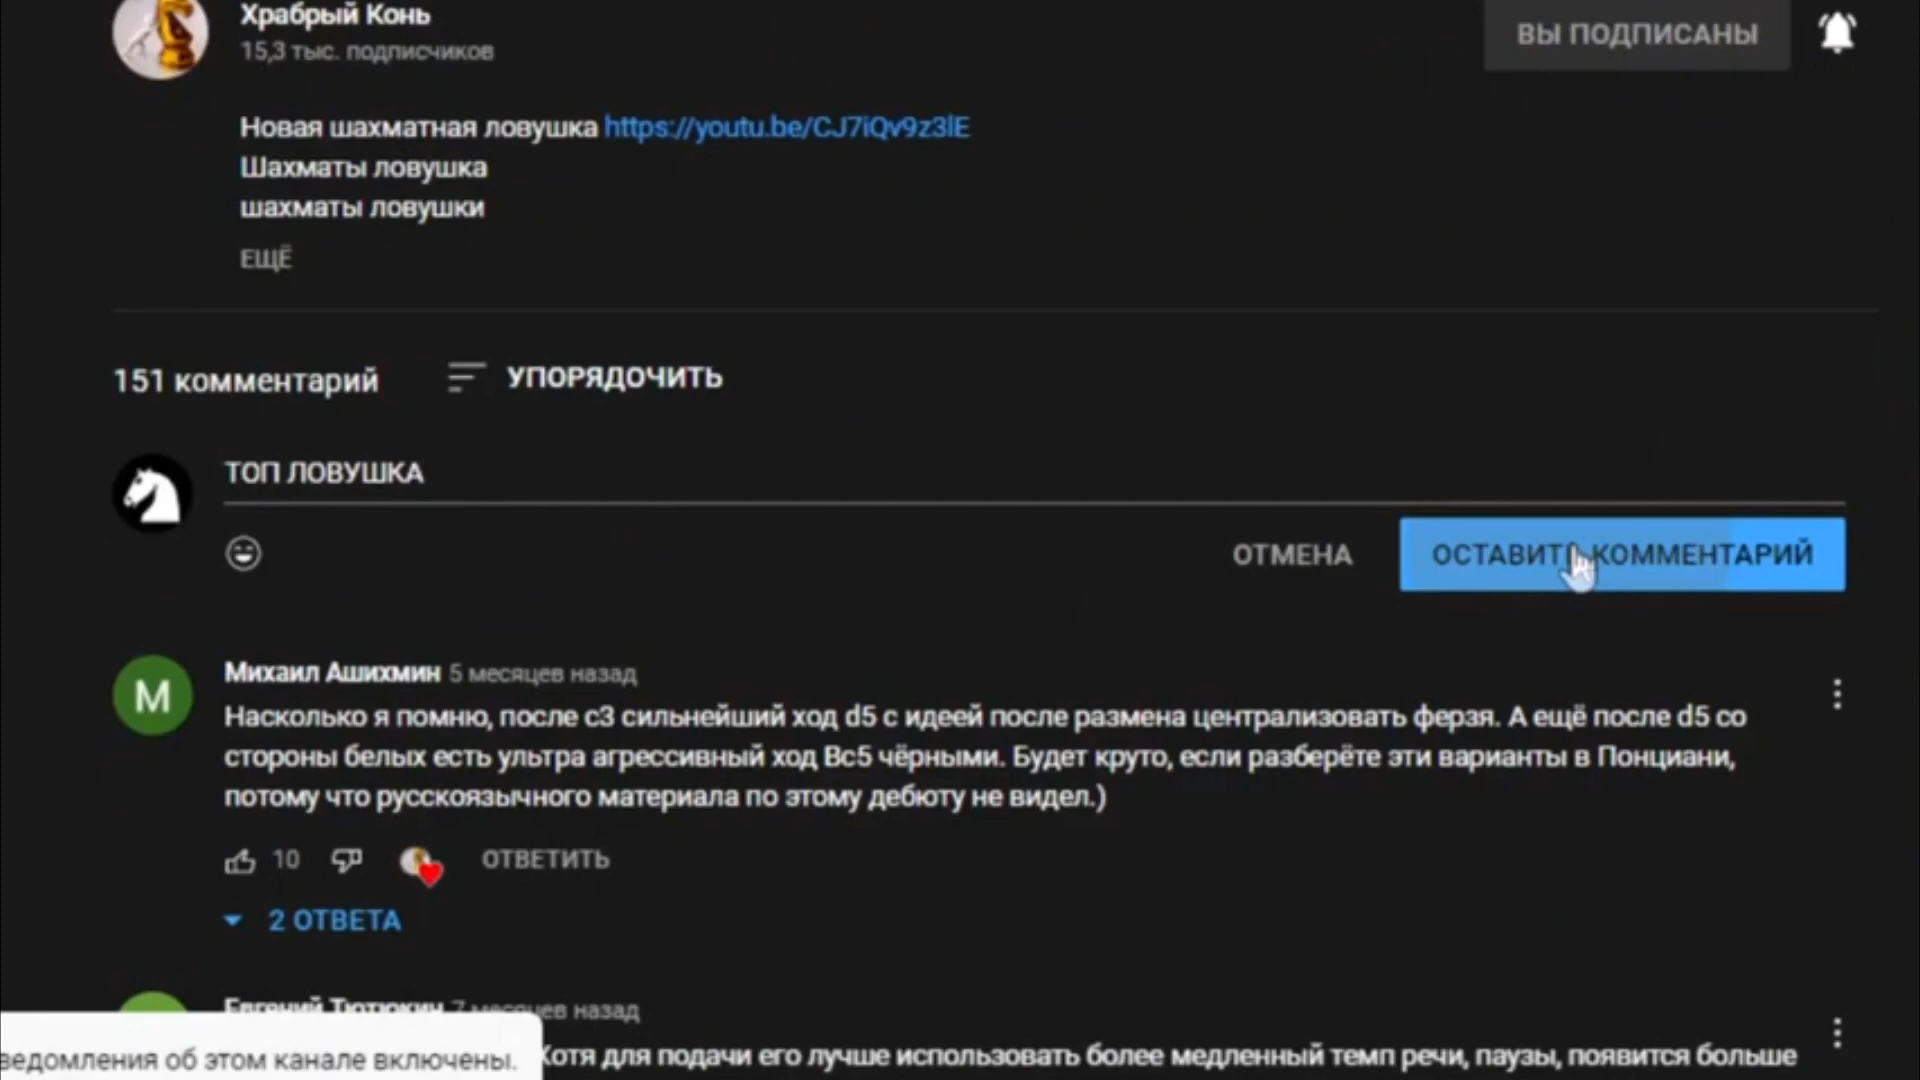 Храбрый Конь
15,3 тыс. подписчиков
ВЫ ПОДПИСАНЫ
Новая шахматная ловушка https://youtu.be/CJ7iQv9z3lE
Шахматы ловушка
шахматы ловушки
ЕЩЁ
151 комментарий
УПОРЯДОЧИТЬ
ТОП ЛОВУШКА
ОТМЕНА
ОСТАВИТЬ КОММЕНТАРИЙ
М
Михаил Ашихмин 5 месяцев назад
Насколько я помню, после с3 сильнейший ход d5 с идеей после размена централизовать ферзя. А ещё после d5 со
стороны белых есть ультра агрессивный ход Bc5 чёрными. Будет круто, если разберёте эти варианты в Понциани,
потому что русскоязычного материала по этому дебюту не видел.)
10
ОТВЕТИТЬ
2 ОТВЕТА
Евгений Тютюкин 7 месяцев назад
ведомления об этом канале включены.
Хотя для подачи его лучше использовать более медленный темп речи, паузы, появится больше